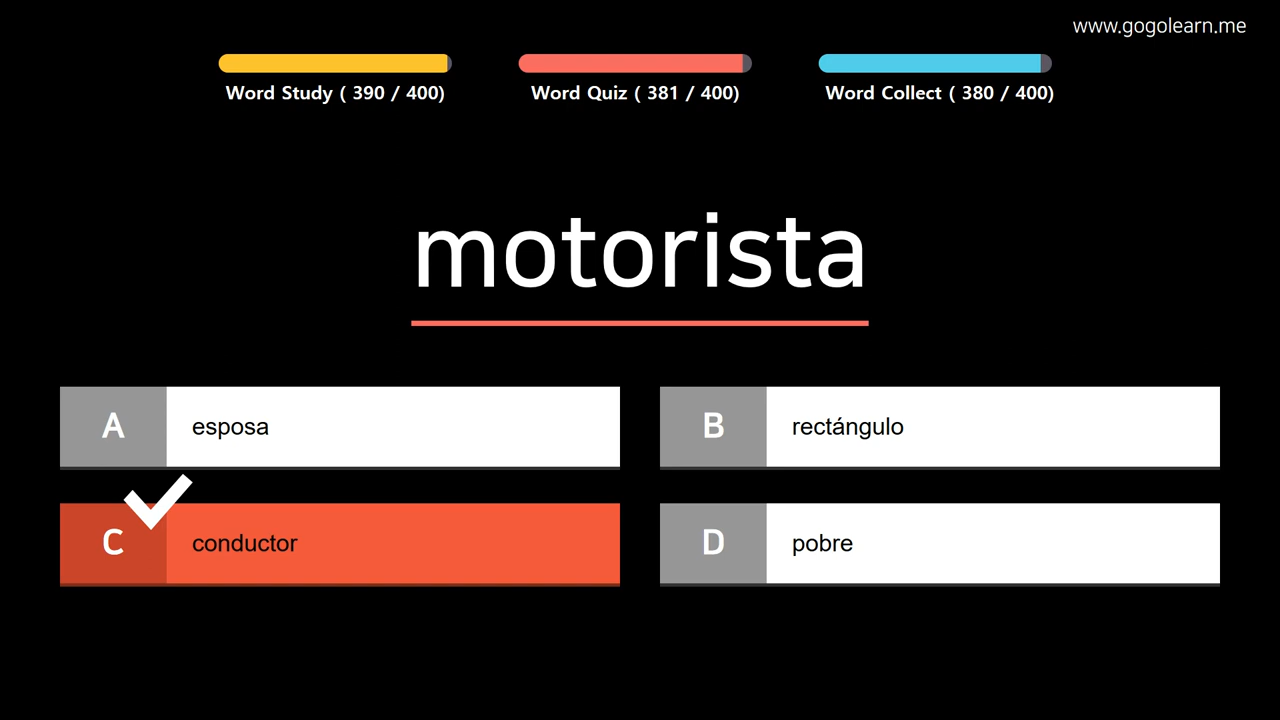 www.gogolearn.me
Word Study ( 390 / 400)
Word Quiz ( 381 / 400)
Word Collect ( 380 / 400)
motorista
A esposa
B rectángulo
C conductor
D pobre